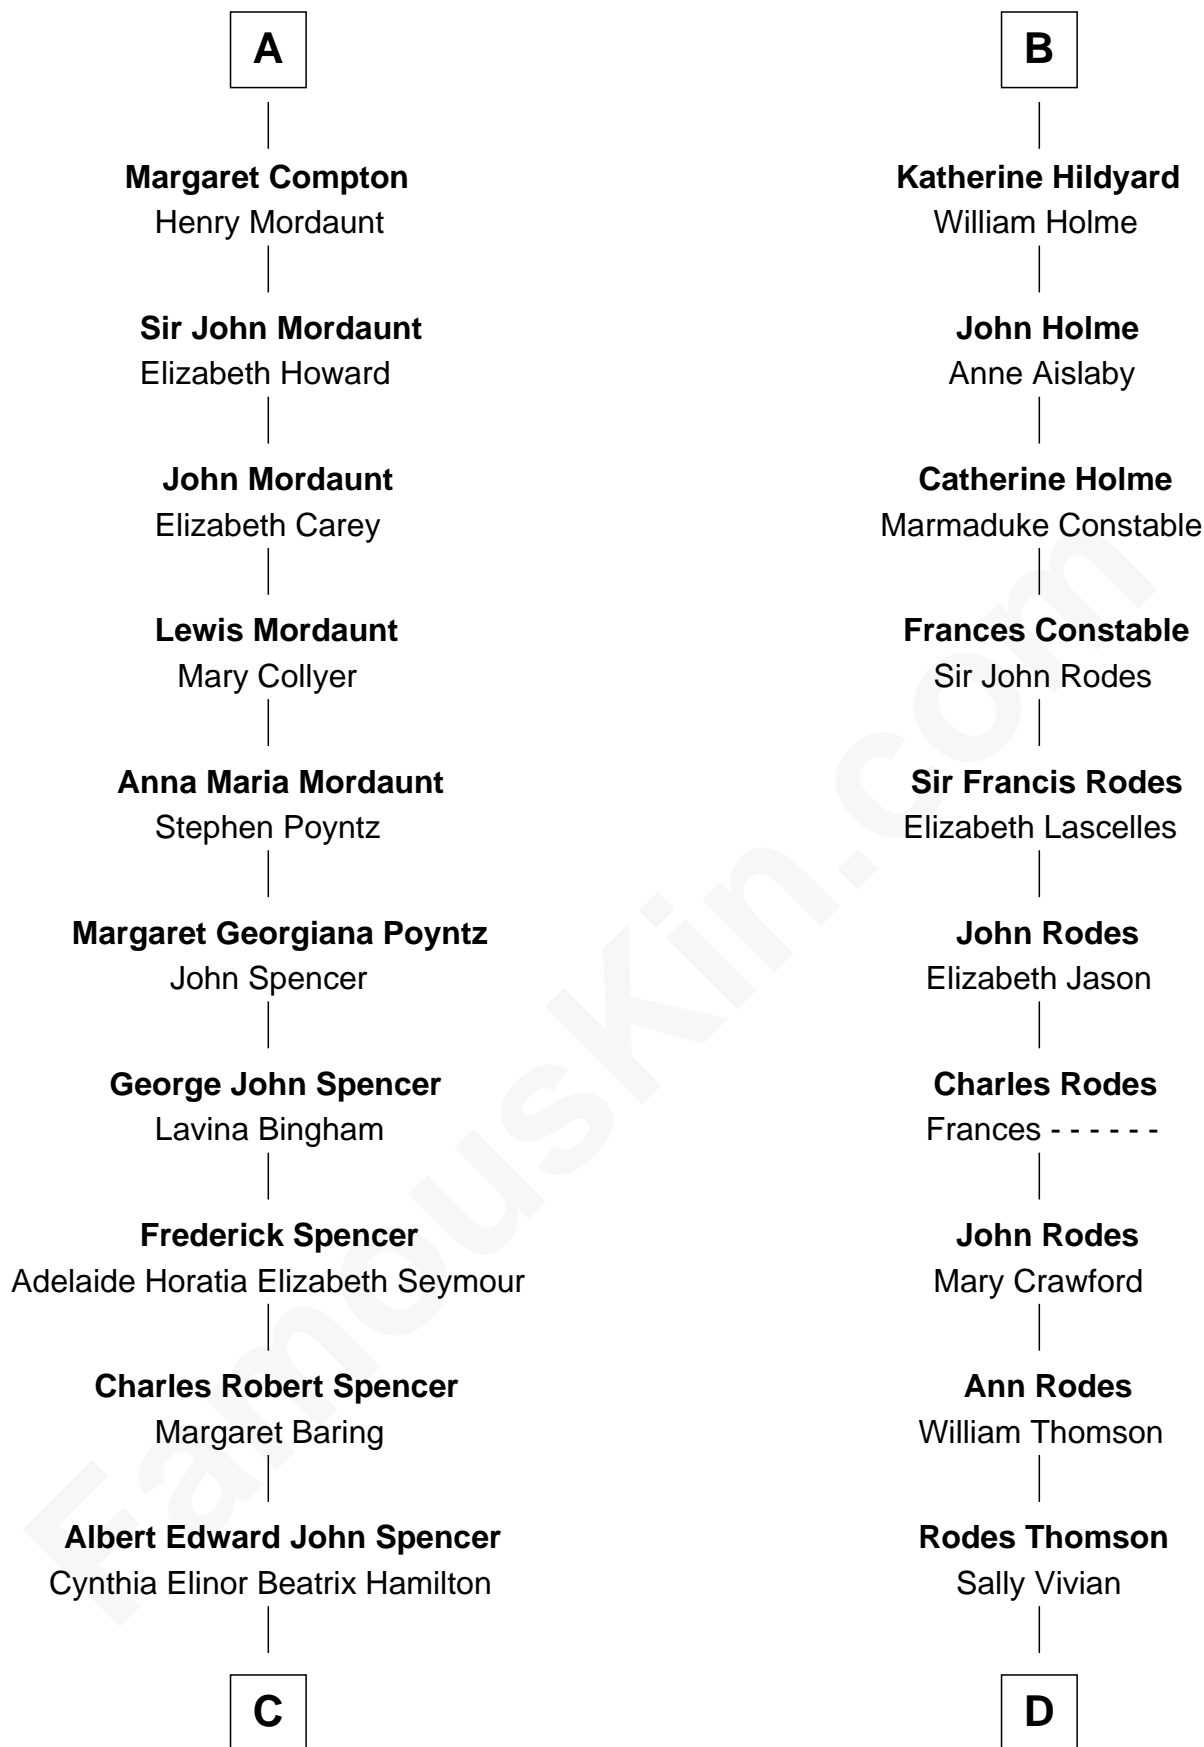 A
Margaret Compton
Henry Mordaunt
Sir John Mordaunt
Elizabeth Howard
John Mordaunt
Elizabeth Carey
Lewis Mordaunt
Mary Collyer
Anna Maria Mordaunt
Stephen Poyntz
Margaret Georgiana Poyntz
John Spencer
George John Spencer
Lavina Bingham
Frederick Spencer
Adelaide Horatia Elizabeth Seymour
Charles Robert Spencer
Margaret Baring
Albert Edward John Spencer
Cynthia Elinor Beatrix Hamilton
C
B
Katherine Hildyard
William Holme
John Holme
Anne Aislaby
Catherine Holme
Marmaduke Constable
Frances Constable
Sir John Rodes
Sir Francis Rodes
Elizabeth Lascelles
John Rodes
Elizabeth Jason
Charles Rodes
Frances - - - - - -
John Rodes
Mary Crawford
Ann Rodes
William Thomson
Rodes Thomson
Sally Vivian
D
FamousKin.com